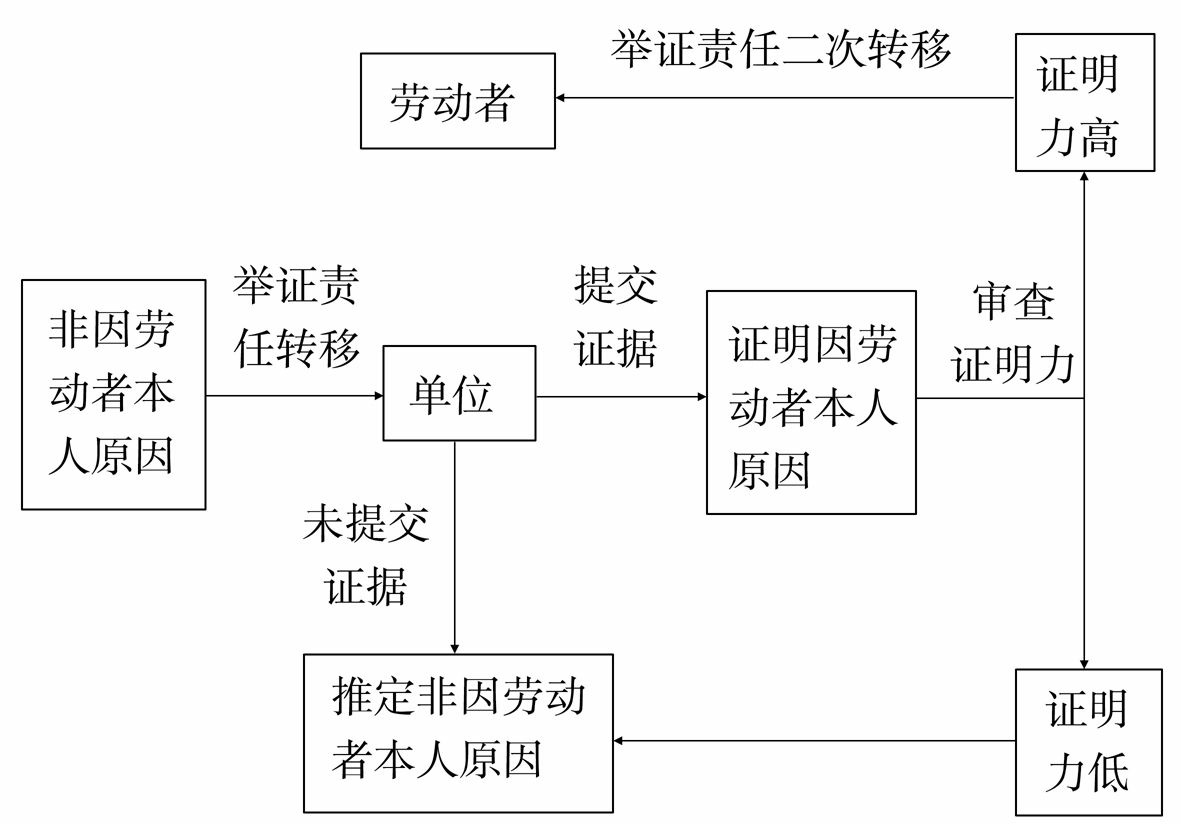 举证责任二次转移
劳动者
证明
力高
举证责
任转移
提交
证据
审查
证明力
非因劳
动者本
人原因
单位
证明因劳
动者本人
原因
未提交
证据
推定非因劳动
者本人原因
证明
力低